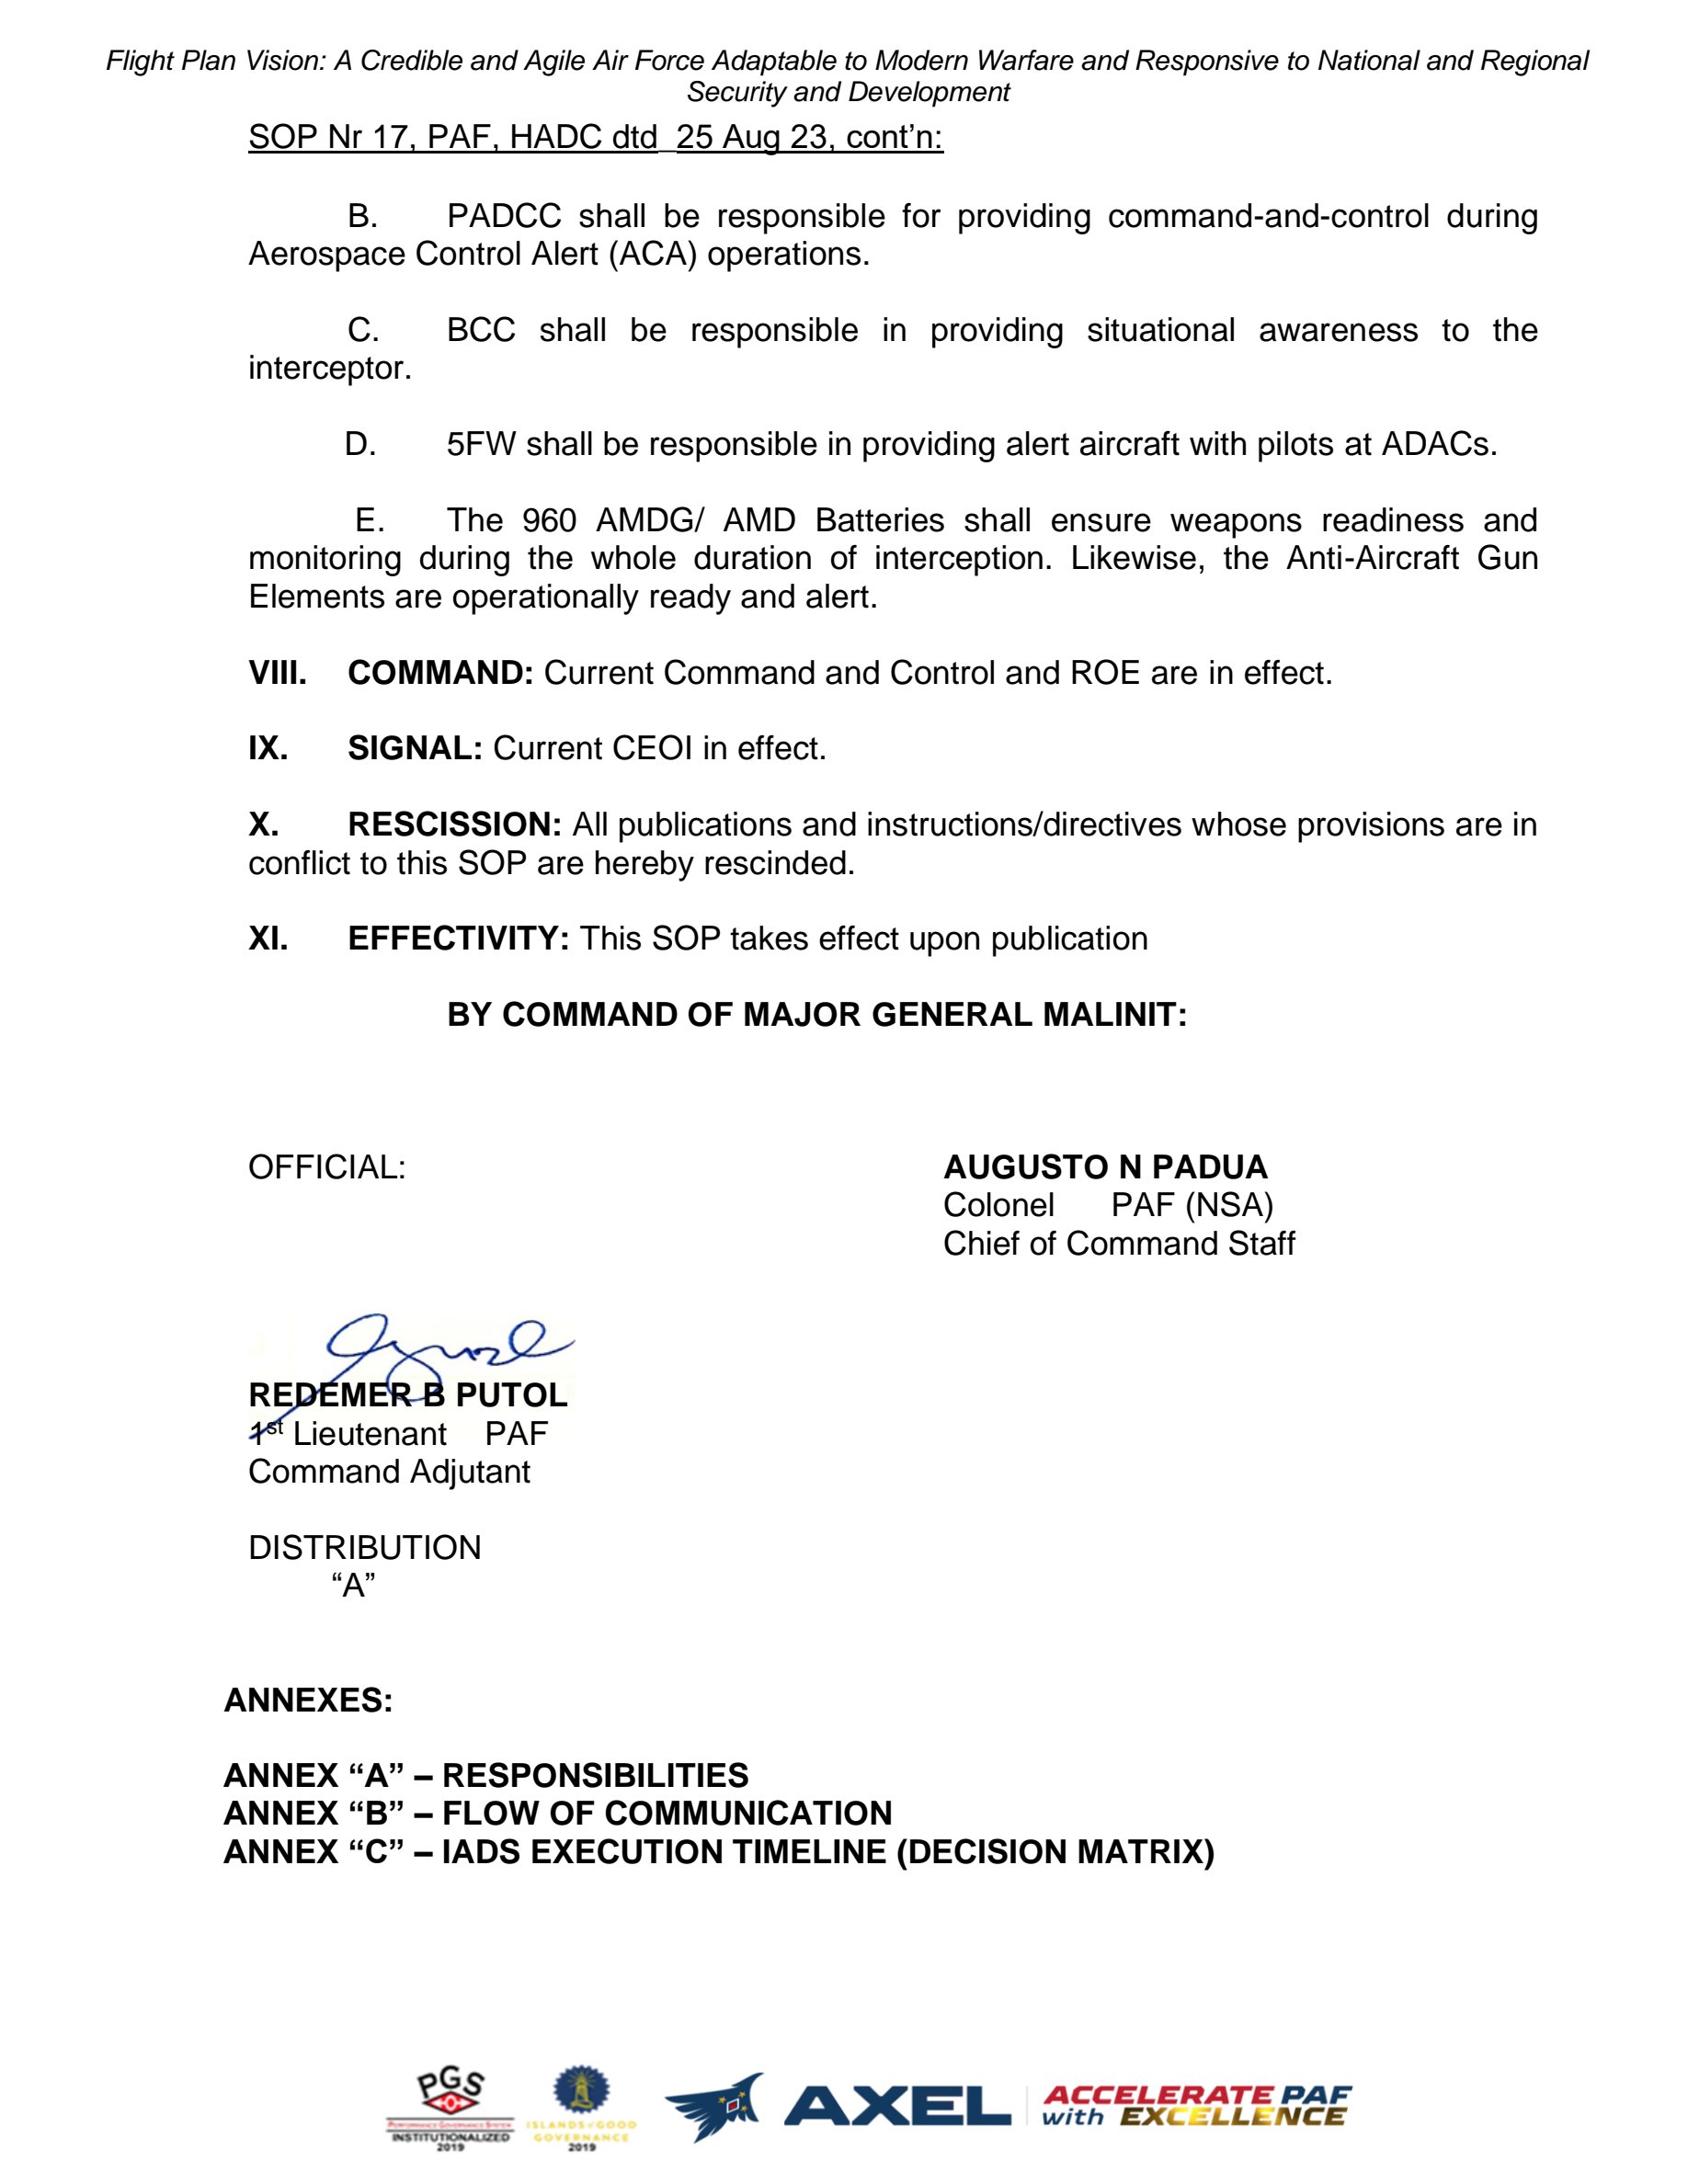 Flight Plan Vision: A Credible and Agile Air Force Adaptable to Modern Warfare and Responsive to National and Regional
Security and Development
SOP Nr 17, PAF, HADC dtd_25 Aug 23, cont’n:
B. PADCC shall be responsible for providing command-and-control during
Aerospace Control Alert (ACA) operations.
C. BCC shall be responsible in providing situational awareness to the
interceptor.
D. 5FW shall be responsible in providing alert aircraft with pilots at ADACs.
E. The 960 AMDG/ AMD Batteries shall ensure weapons readiness and
monitoring during the whole duration of interception. Likewise, the Anti-Aircraft Gun
Elements are operationally ready and alert.
VIII. COMMAND: Current Command and Control and ROE are in effect.
IX. SIGNAL: Current CEOI in effect.
X. RESCISSION: All publications and instructions/directives whose provisions are in
conflict to this SOP are hereby rescinded.
XI. EFFECTIVITY: This SOP takes effect upon publication
BY COMMAND OF MAJOR GENERAL MALINIT:
OFFICIAL:
AUGUSTO N PADUA
Colonel PAF (NSA)
Chief of Command Staff
REDEMER B PUTOL
1st Lieutenant PAF
Command Adjutant
DISTRIBUTION
“A”
ANNEXES:
ANNEX “A” – RESPONSIBILITIES
ANNEX “B” – FLOW OF COMMUNICATION
ANNEX “C” – IADS EXECUTION TIMELINE (DECISION MATRIX)
PGS
PERFORMANCE GOVERNANCE SYSTEM
INSTITUTIONALIZED
2019
ISLANDS of GOOD
GOVERNANCE
2019
AXEL
ACCELERATE PAF
with EXCELLENCE